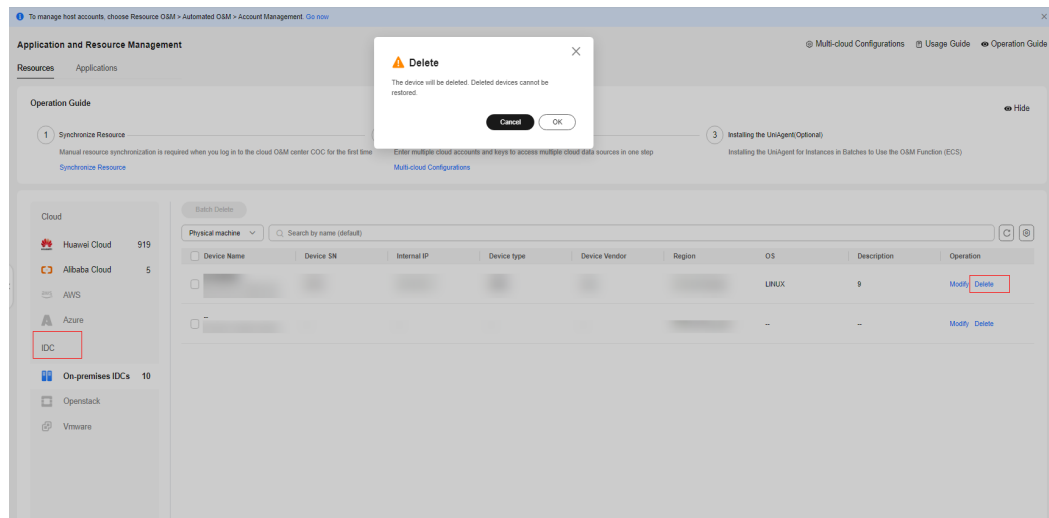 To manage host accounts, choose Resource O&M > Automated O&M > Account Management. Go now
Application and Resource Management
Multi-cloud Configurations Usage Guide Operation Guide
Resources Applications
Delete
The device will be deleted. Deleted devices cannot be
restored.
Cancel OK
Operation Guide
Hide
1 Synchronize Resource
Manual resource synchronization is required when you log in to the cloud O&M center COC for the first time
Synchronize Resource
Enter multiple cloud accounts and keys to access multiple cloud data sources in one step
Multi-cloud Configurations
3 Installing the UniAgent(Optional)
Installing the UniAgent for Instances in Batches to Use the O&M Function (ECS)
Cloud
Huawei Cloud 919
Alibaba Cloud 5
AWS
Azure
IDC
On-premises IDCs 10
Openstack
Vmware
Batch Delete
Physical machine Search by name (default)
Device Name Device SN Internal IP Device type Device Vendor Region OS Description Operation
LINUX 9 Modify Delete
-- -- -- Modify Delete